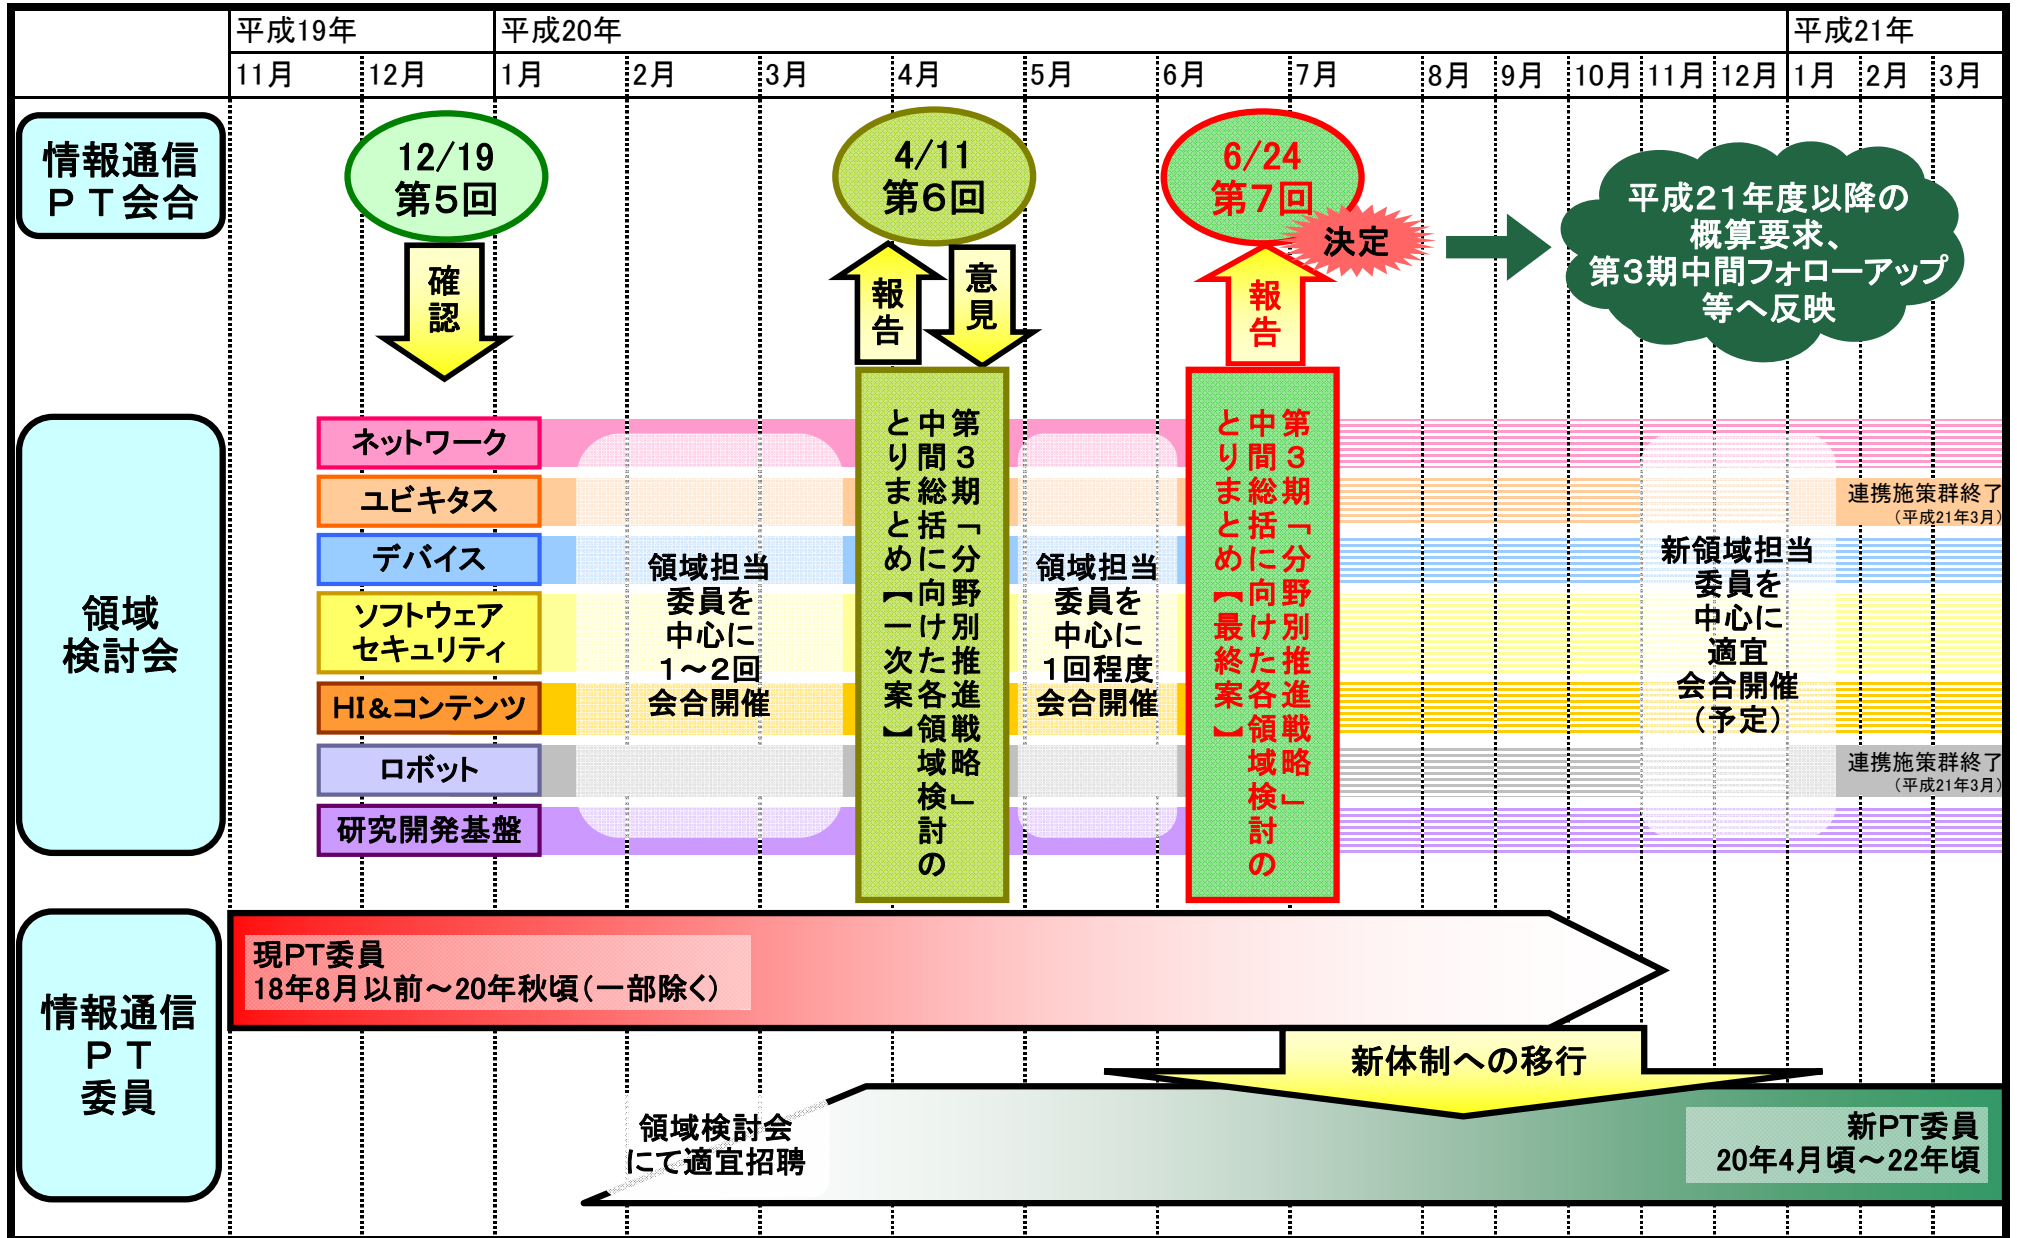 平成19年
平成20年
平成21年
11月
12月
1月
2月
3月
4月
5月
6月
7月
8月
9月
10月
11月
12月
1月
2月
3月
情報通信
ＰＴ会合
12/19
第５回
4/11
第６回
6/24
第７回
決定
平成２１年度以降の
概算要求、
第３期中間フォローアップ
等へ反映
確認
報告
意見
報告
領域
検討会
ネットワーク
ユビキタス
デバイス
ソフトウェア
セキュリティ
HI＆コンテンツ
ロボット
研究開発基盤
領域担当
委員を
中心に
１～２回
会合開催
第３期「分野別推進戦略」
中間総括に向けた各領域検討の
とりまとめ【一次案】
領域担当
委員を
中心に
１回程度
会合開催
第３期「分野別推進戦略」
中間総括に向けた各領域検討の
とりまとめ【最終案】
新領域担当
委員を
中心に
適宜
会合開催
（予定）
連携施策群終了
（平成21年3月）
連携施策群終了
（平成21年3月）
情報通信
ＰＴ
委員
現PT委員
18年8月以前～20年秋頃（一部除く）
新体制への移行
領域検討会
にて適宜招聘
新PT委員
20年4月頃～22年頃